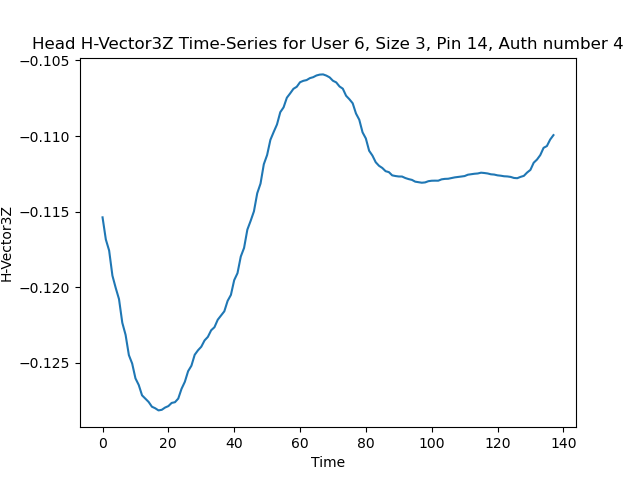 Head H-Vector3Z Time-Series for User 6, Size 3, Pin 14, Auth number 4
−0.105
−0.110
−0.115
−0.120
−0.125
H-Vector3Z
0 20 40 60 80 100 120 140
Time